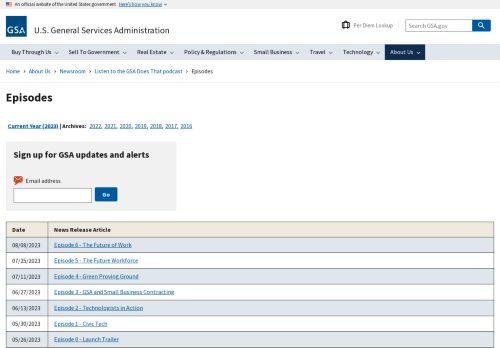 An official website of the United States government Here's how you know
GSA
U.S. General Services Administration
Per Diem Lookup
Search GSA.gov
Buy Through Us Sell To Government Real Estate Policy & Regulations Small Business Travel Technology About Us
Home › About Us › Newsroom › Listen to the GSA Does That podcast › Episodes
Episodes
Current Year (2023) | Archives: 2022, 2021, 2020, 2019, 2018, 2017, 2016
Sign up for GSA updates and alerts
Email address
Go
Date News Release Article
08/08/2023 Episode 6 - The Future of Work
07/25/2023 Episode 5 - The Future Workforce
07/11/2023 Episode 4 - Green Proving Ground
06/27/2023 Episode 3 - GSA and Small Business Contracting
06/13/2023 Episode 2 - Technologists in Action
05/30/2023 Episode 1 - Civic Tech
05/26/2023 Episode 0 - Launch Trailer